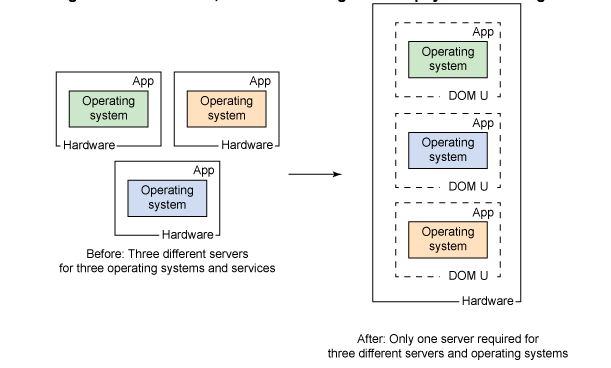 App
Operating
system
Hardware
App
Operating
system
Hardware
App
Operating
system
Hardware
Before: Three different servers
for three operating systems and services
App
Operating
system
DOM U
App
Operating
system
DOM U
App
Operating
system
DOM U
Hardware
After: Only one server required for
three different servers and operating systems